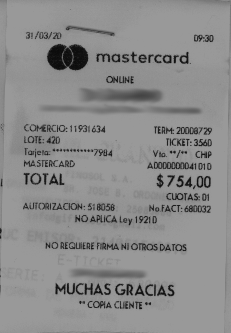 31/03/20 09:30
mastercard.
ONLINE
COMERCIO: 11931634 TERM: 20008729
LOTE: 420 TICKET: 3560
Tarjeta: ************7984 Vto. **/** CHIP
MASTERCARD A0000000041010
TOTAL $ 754,00
CUOTAS: 01
AUTORIZACION: 518058 No FACT: 680032
NO APLICA Ley 19210
NO REQUIERE FIRMA NI OTROS DATOS
MUCHAS GRACIAS
** COPIA CLIENTE **